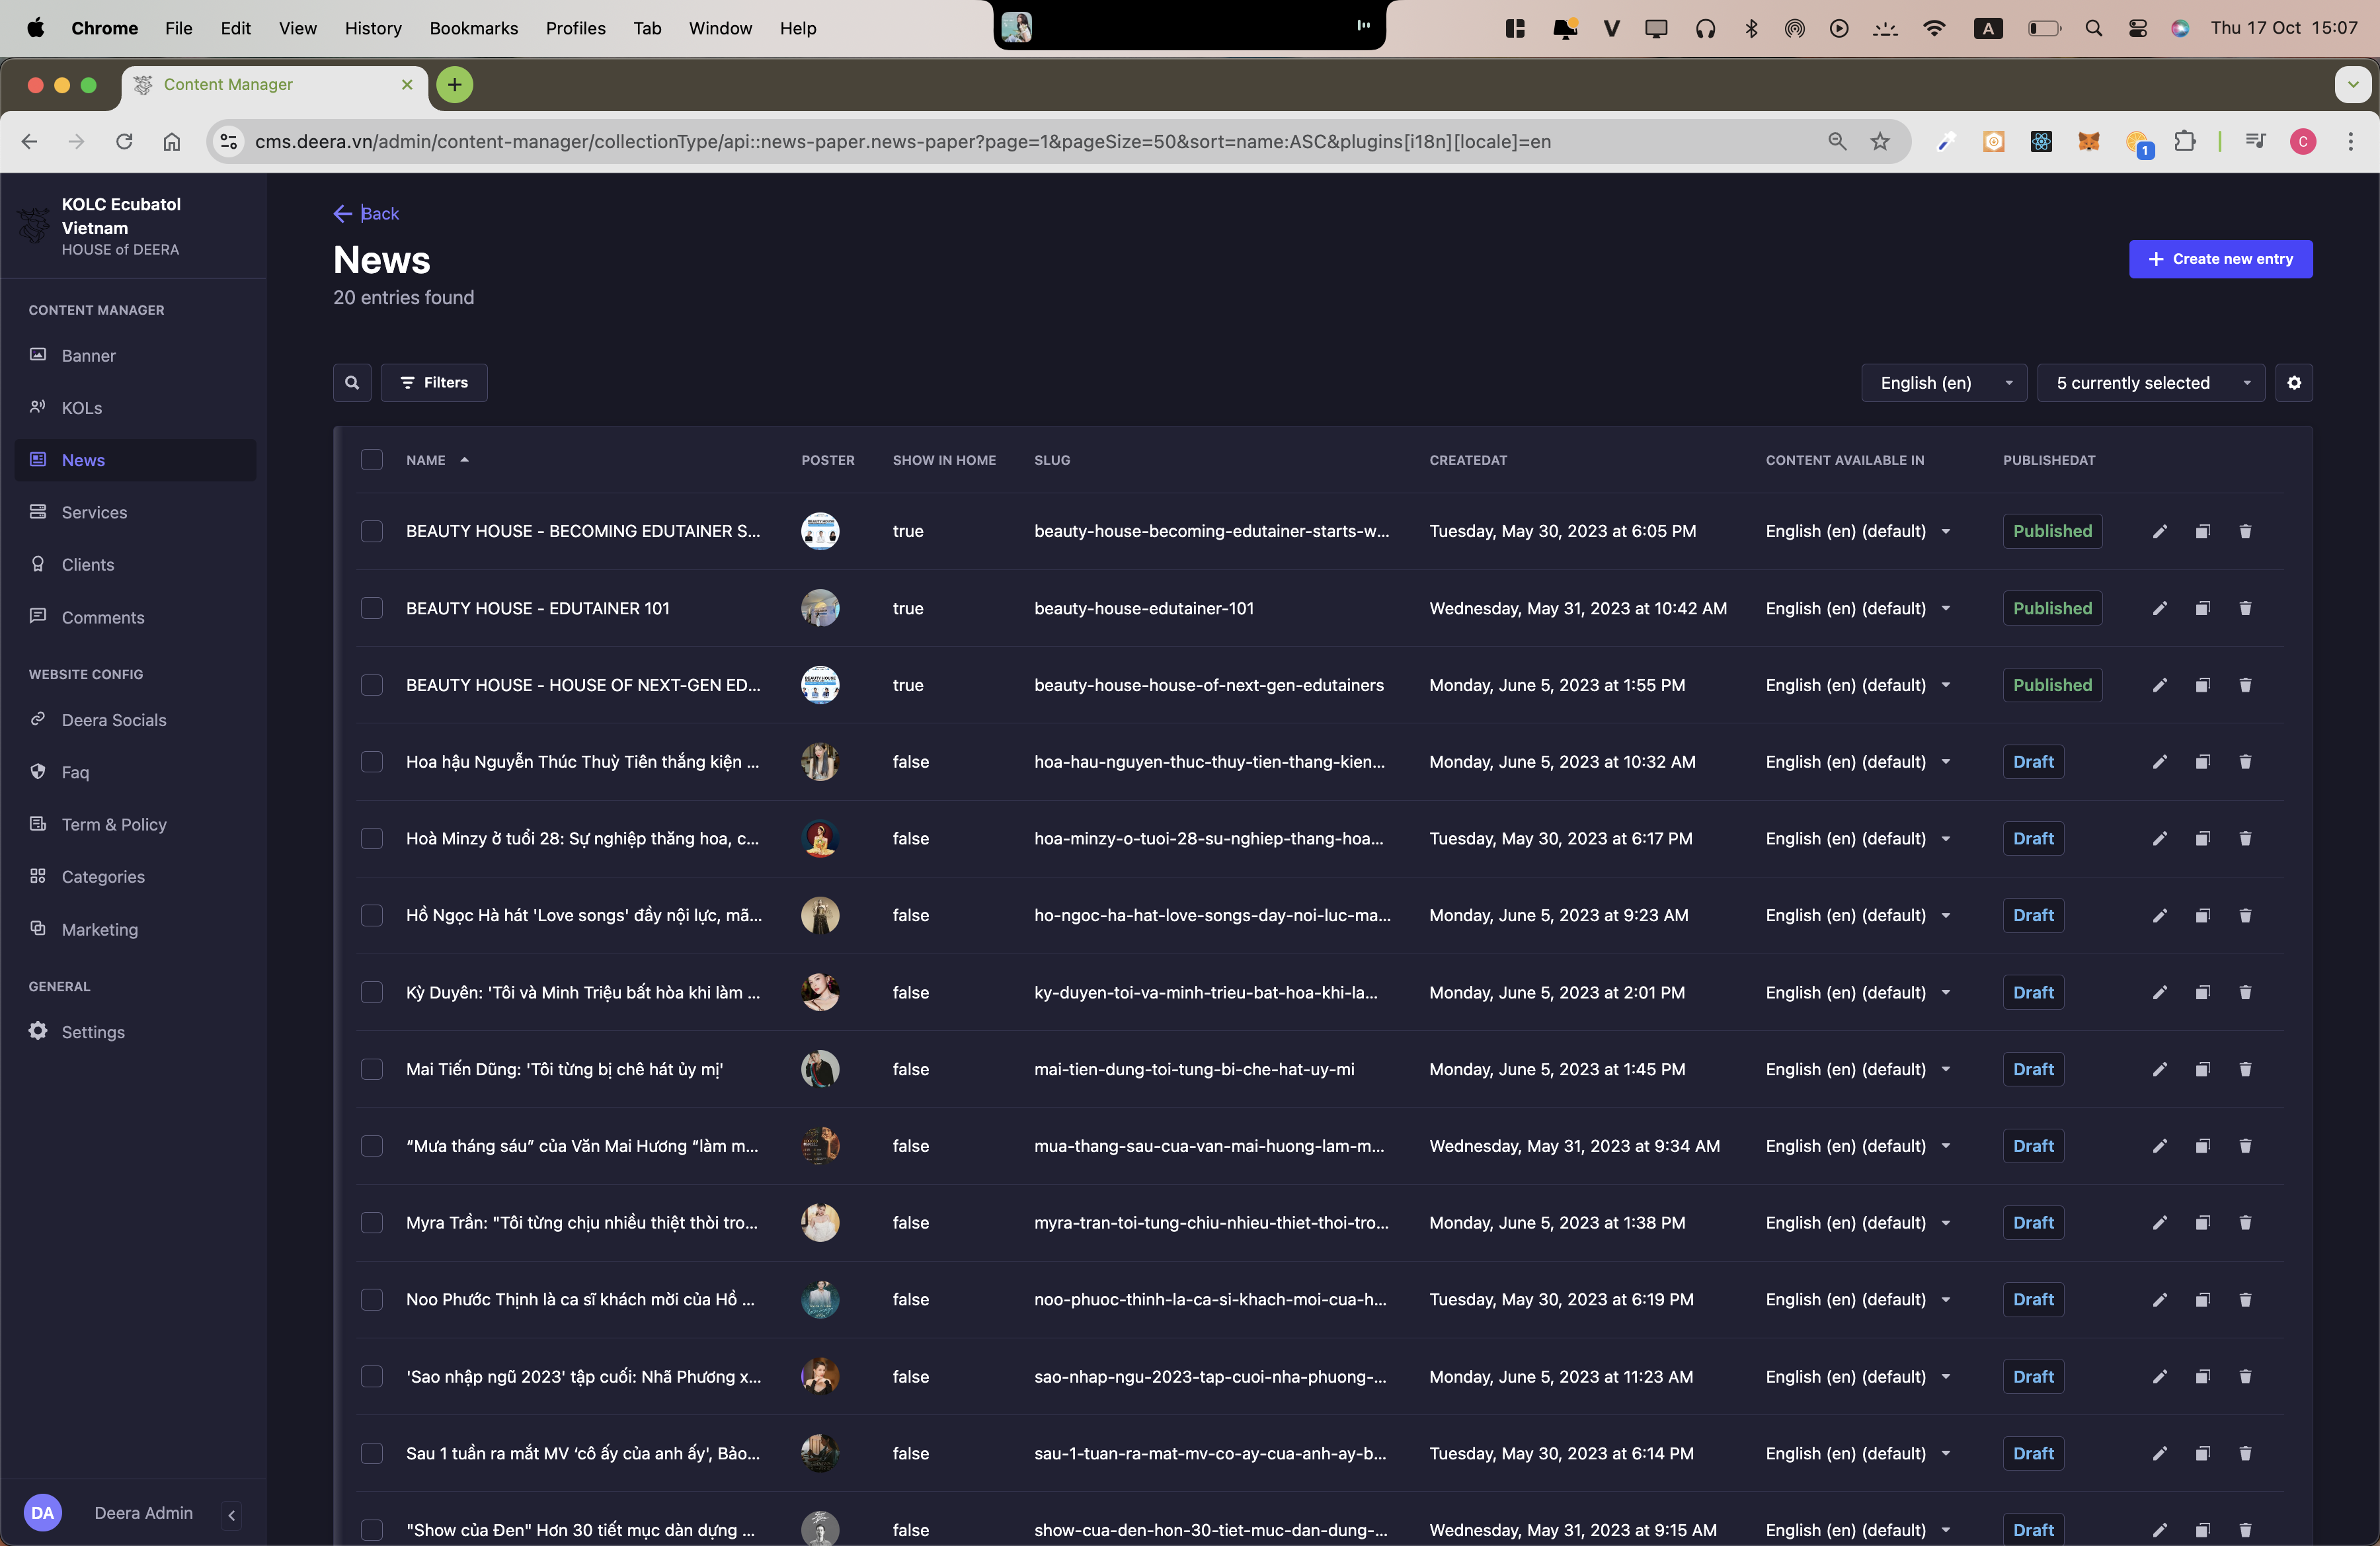 Chrome File Edit View History Bookmarks Profiles Tab Window Help
A
Thu 17 Oct 15:07
Content Manager
cms.deera.vn/admin/content-manager/collectionType/api::news-paper.news-paper?page=1&pageSize=50&sort=name:ASC&plugins[i18n][locale]=en
1
C
KOLC Ecubatol
Vietnam
HOUSE of DEERA
CONTENT MANAGER
Banner
KOLs
News
Services
Clients
Comments
WEBSITE CONFIG
Deera Socials
Faq
Term & Policy
Categories
Marketing
GENERAL
Settings
DA Deera Admin
Back
News
20 entries found
Create new entry
Filters
English (en)
5 currently selected
NAME POSTER SHOW IN HOME SLUG CREATEDAT CONTENT AVAILABLE IN PUBLISHEDAT
BEAUTY HOUSE - BECOMING EDUTAINER S... true beauty-house-becoming-edutainer-starts-w... Tuesday, May 30, 2023 at 6:05 PM English (en) (default) Published
BEAUTY HOUSE - EDUTAINER 101 true beauty-house-edutainer-101 Wednesday, May 31, 2023 at 10:42 AM English (en) (default) Published
BEAUTY HOUSE - HOUSE OF NEXT-GEN ED... true beauty-house-house-of-next-gen-edutainers Monday, June 5, 2023 at 1:55 PM English (en) (default) Published
Hoa hậu Nguyễn Thúc Thuỳ Tiên thắng kiện ... false hoa-hau-nguyen-thuc-thuy-tien-thang-kien... Monday, June 5, 2023 at 10:32 AM English (en) (default) Draft
Hoà Minzy ở tuổi 28: Sự nghiệp thăng hoa, c... false hoa-minzy-o-tuoi-28-su-nghiep-thang-hoa... Tuesday, May 30, 2023 at 6:17 PM English (en) (default) Draft
Hồ Ngọc Hà hát 'Love songs' đầy nội lực, mã... false ho-ngoc-ha-hat-love-songs-day-noi-luc-ma... Monday, June 5, 2023 at 9:23 AM English (en) (default) Draft
Kỳ Duyên: 'Tôi và Minh Triệu bất hòa khi làm ... false ky-duyen-toi-va-minh-trieu-bat-hoa-khi-la... Monday, June 5, 2023 at 2:01 PM English (en) (default) Draft
Mai Tiến Dũng: 'Tôi từng bị chê hát ủy mị' false mai-tien-dung-toi-tung-bi-che-hat-uy-mi Monday, June 5, 2023 at 1:45 PM English (en) (default) Draft
“Mưa tháng sáu” của Văn Mai Hương “làm m... false mua-thang-sau-cua-van-mai-huong-lam-m... Wednesday, May 31, 2023 at 9:34 AM English (en) (default) Draft
Myra Trần: "Tôi từng chịu nhiều thiệt thòi tro... false myra-tran-toi-tung-chiu-nhieu-thiet-thoi-tro... Monday, June 5, 2023 at 1:38 PM English (en) (default) Draft
Noo Phước Thịnh là ca sĩ khách mời của Hồ ... false noo-phuoc-thinh-la-ca-si-khach-moi-cua-h... Tuesday, May 30, 2023 at 6:19 PM English (en) (default) Draft
'Sao nhập ngũ 2023' tập cuối: Nhã Phương x... false sao-nhap-ngu-2023-tap-cuoi-nha-phuong-... Monday, June 5, 2023 at 11:23 AM English (en) (default) Draft
Sau 1 tuần ra mắt MV ‘cô ấy của anh ấy', Bảo... false sau-1-tuan-ra-mat-mv-co-ay-cua-anh-ay-b... Tuesday, May 30, 2023 at 6:14 PM English (en) (default) Draft
"Show của Đen" Hơn 30 tiết mục dàn dựng ... false show-cua-den-hon-30-tiet-muc-dan-dung-... Wednesday, May 31, 2023 at 9:15 AM English (en) (default) Draft